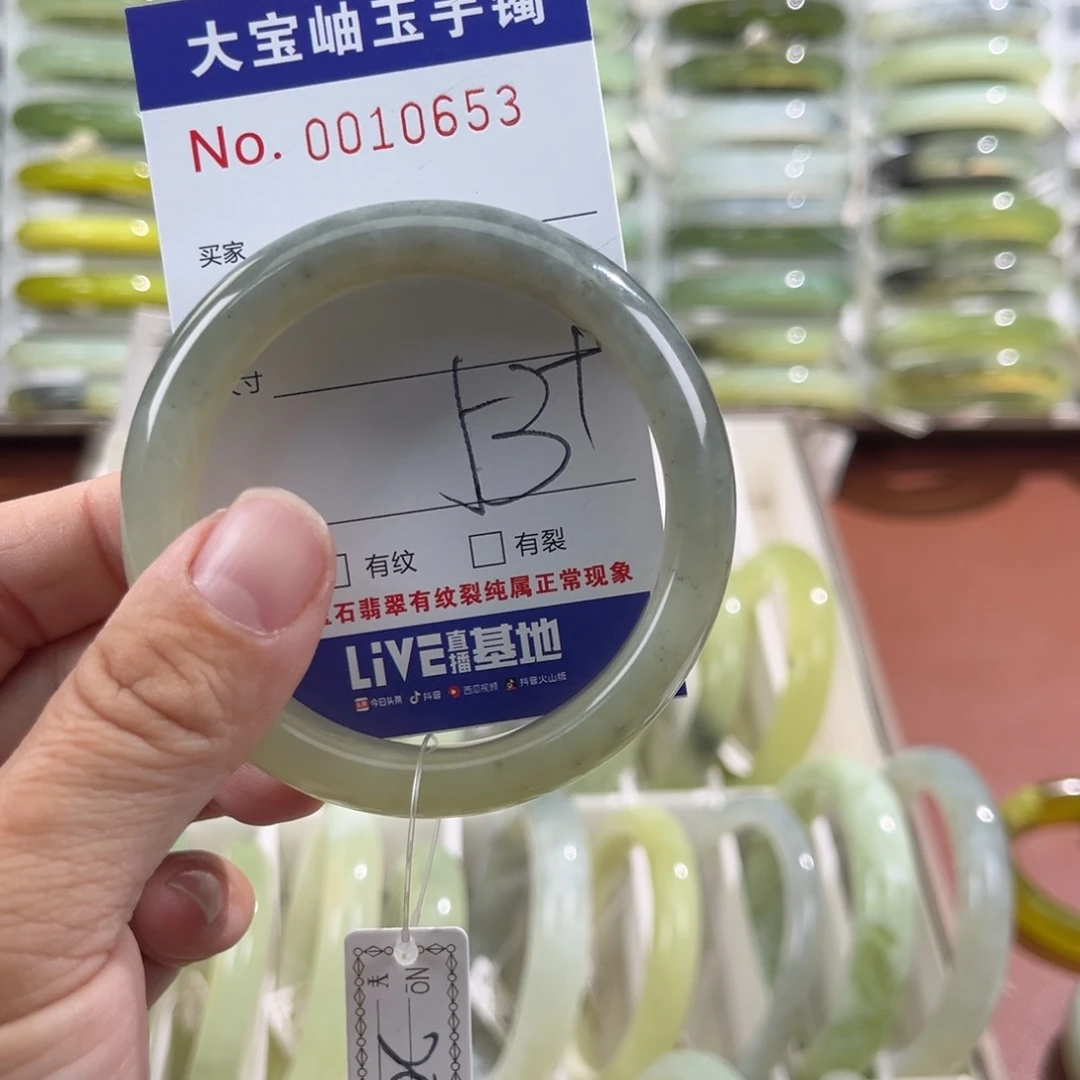 大宝岫玉手镯
No. 0010653
买家
寸
B+
有纹
有裂
石翡翠有纹裂纯属正常现象
LiVE直播基地
今日头条 抖音 西瓜视频 抖音火山版
NO